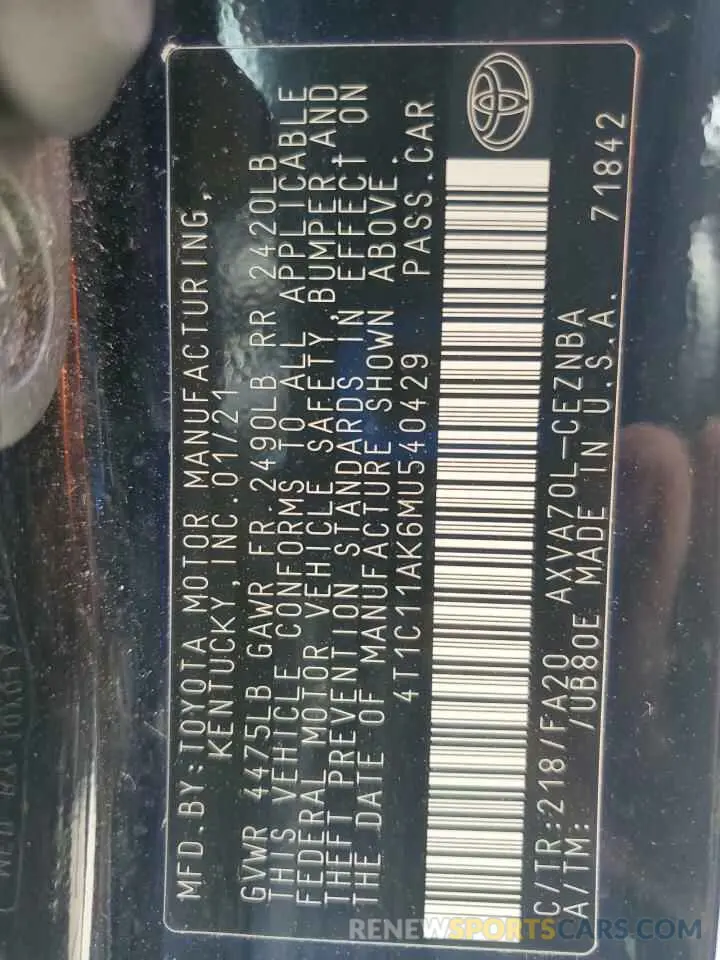 MFD.BY:TOYOTA MOTOR MANUFACTURING,
KENTUCKY,INC.01/21
GVWR 4475LB GAWR FR 2490LB RR 2420LB
THIS VEHICLE CONFORMS TO ALL APPLICABLE
FEDERAL MOTOR VEHICLE SAFETY,BUMPER,AND
THEFT PREVENTION STANDARDS IN EFFECT ON
THE DATE OF MANUFACTURE SHOWN ABOVE.
4T1C11AK6MU540429 PASS.CAR
C/TR:218/FA20 AXVA70L-CEZNBA
A/TM: /UB80E MADE IN U.S.A. 71842
RENEWSPORTSCARS.COM